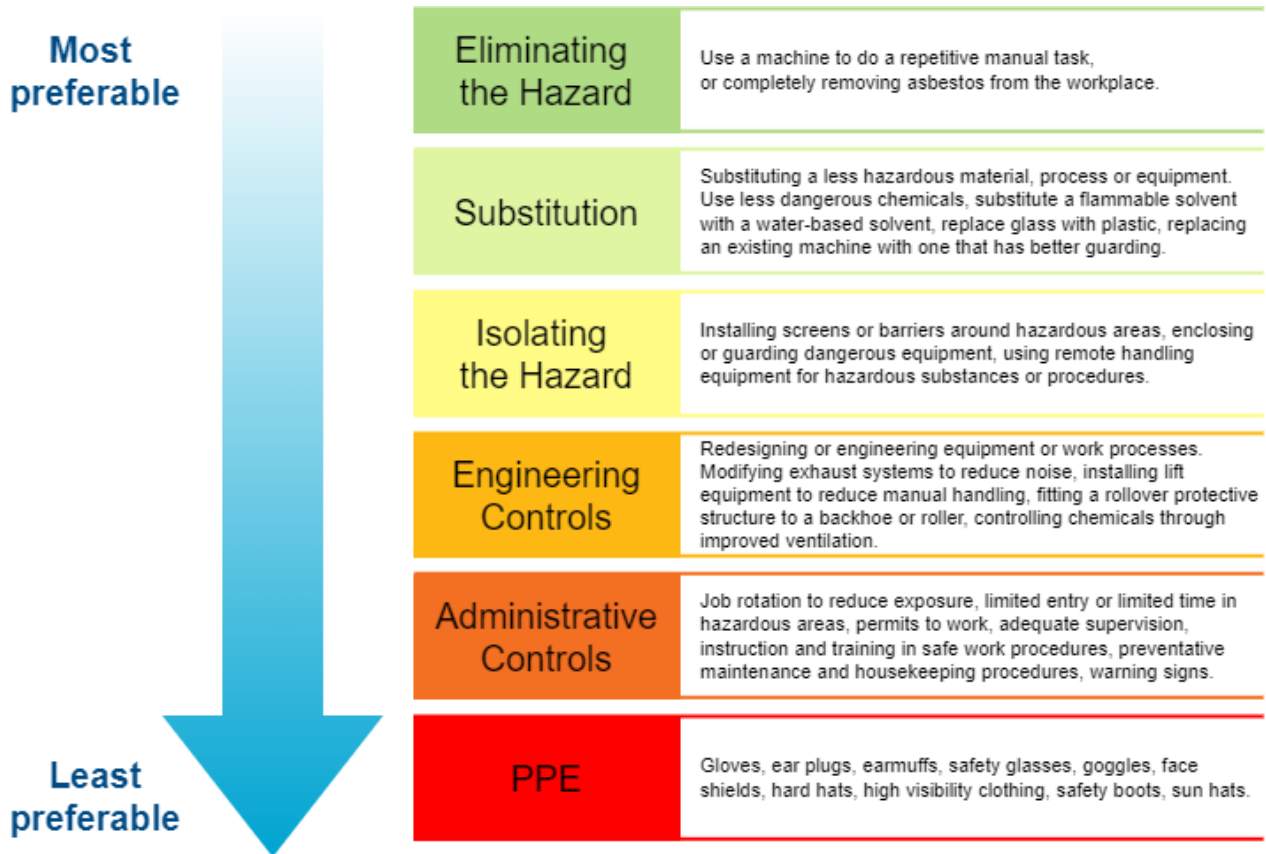 Most
preferable
Eliminating
the Hazard
Use a machine to do a repetitive manual task,
or completely removing asbestos from the workplace.
Substitution
Substituting a less hazardous material, process or equipment.
Use less dangerous chemicals, substitute a flammable solvent
with a water-based solvent, replace glass with plastic, replacing
an existing machine with one that has better guarding.
Isolating
the Hazard
Installing screens or barriers around hazardous areas, enclosing
or guarding dangerous equipment, using remote handling
equipment for hazardous substances or procedures.
Engineering
Controls
Redesigning or engineering equipment or work processes.
Modifying exhaust systems to reduce noise, installing lift
equipment to reduce manual handling, fitting a rollover protective
structure to a backhoe or roller, controlling chemicals through
improved ventilation.
Administrative
Controls
Job rotation to reduce exposure, limited entry or limited time in
hazardous areas, permits to work, adequate supervision,
instruction and training in safe work procedures, preventative
maintenance and housekeeping procedures, warning signs.
Least
preferable
PPE
Gloves, ear plugs, earmuffs, safety glasses, goggles, face
shields, hard hats, high visibility clothing, safety boots, sun hats.